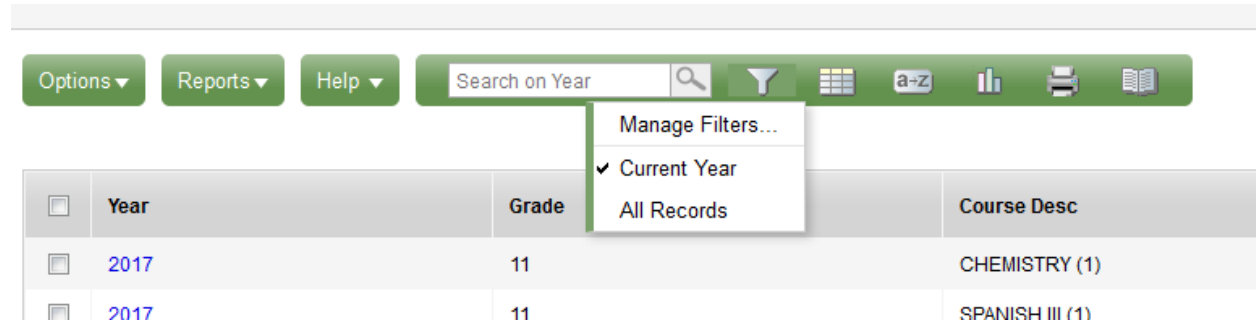 Options Reports Help Search on Year a-z
Manage Filters...
Current Year
All Records
Year Grade Course Desc
2017 11 CHEMISTRY (1)
2017 11 SPANISH III (1)